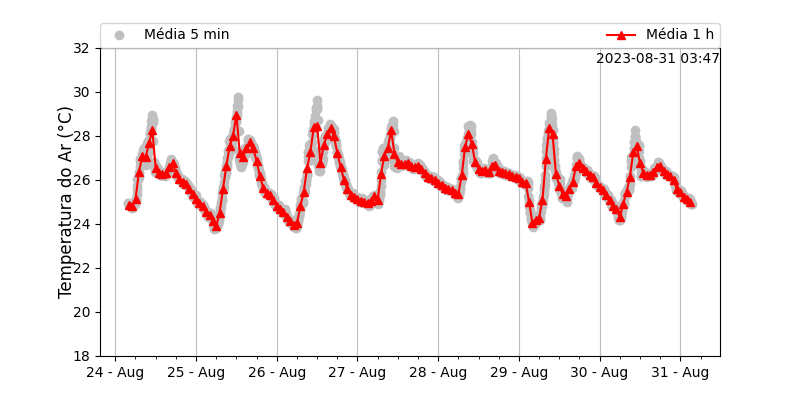 Média 5 min
Média 1 h
2023-08-31 03:47
Temperatura do Ar (°C)
32
30
28
26
24
22
20
18
24 - Aug
25 - Aug
26 - Aug
27 - Aug
28 - Aug
29 - Aug
30 - Aug
31 - Aug